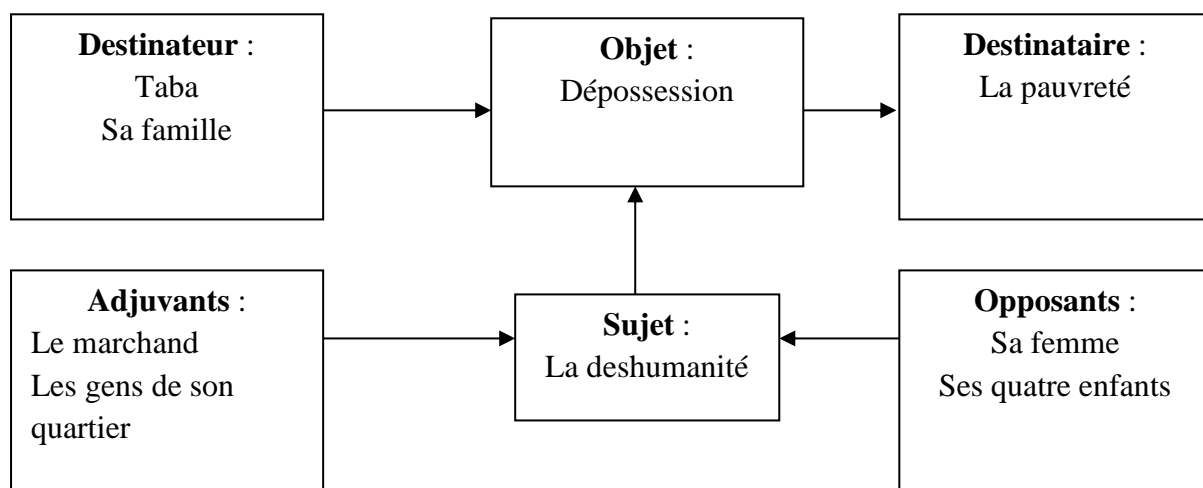 Destinateur :
Taba
Sa famille
Objet :
Dépossession
Destinataire :
La pauvreté
Adjuvants :
Le marchand
Les gens de son
quartier
Sujet :
La deshumanité
Opposants :
Sa femme
Ses quatre enfants